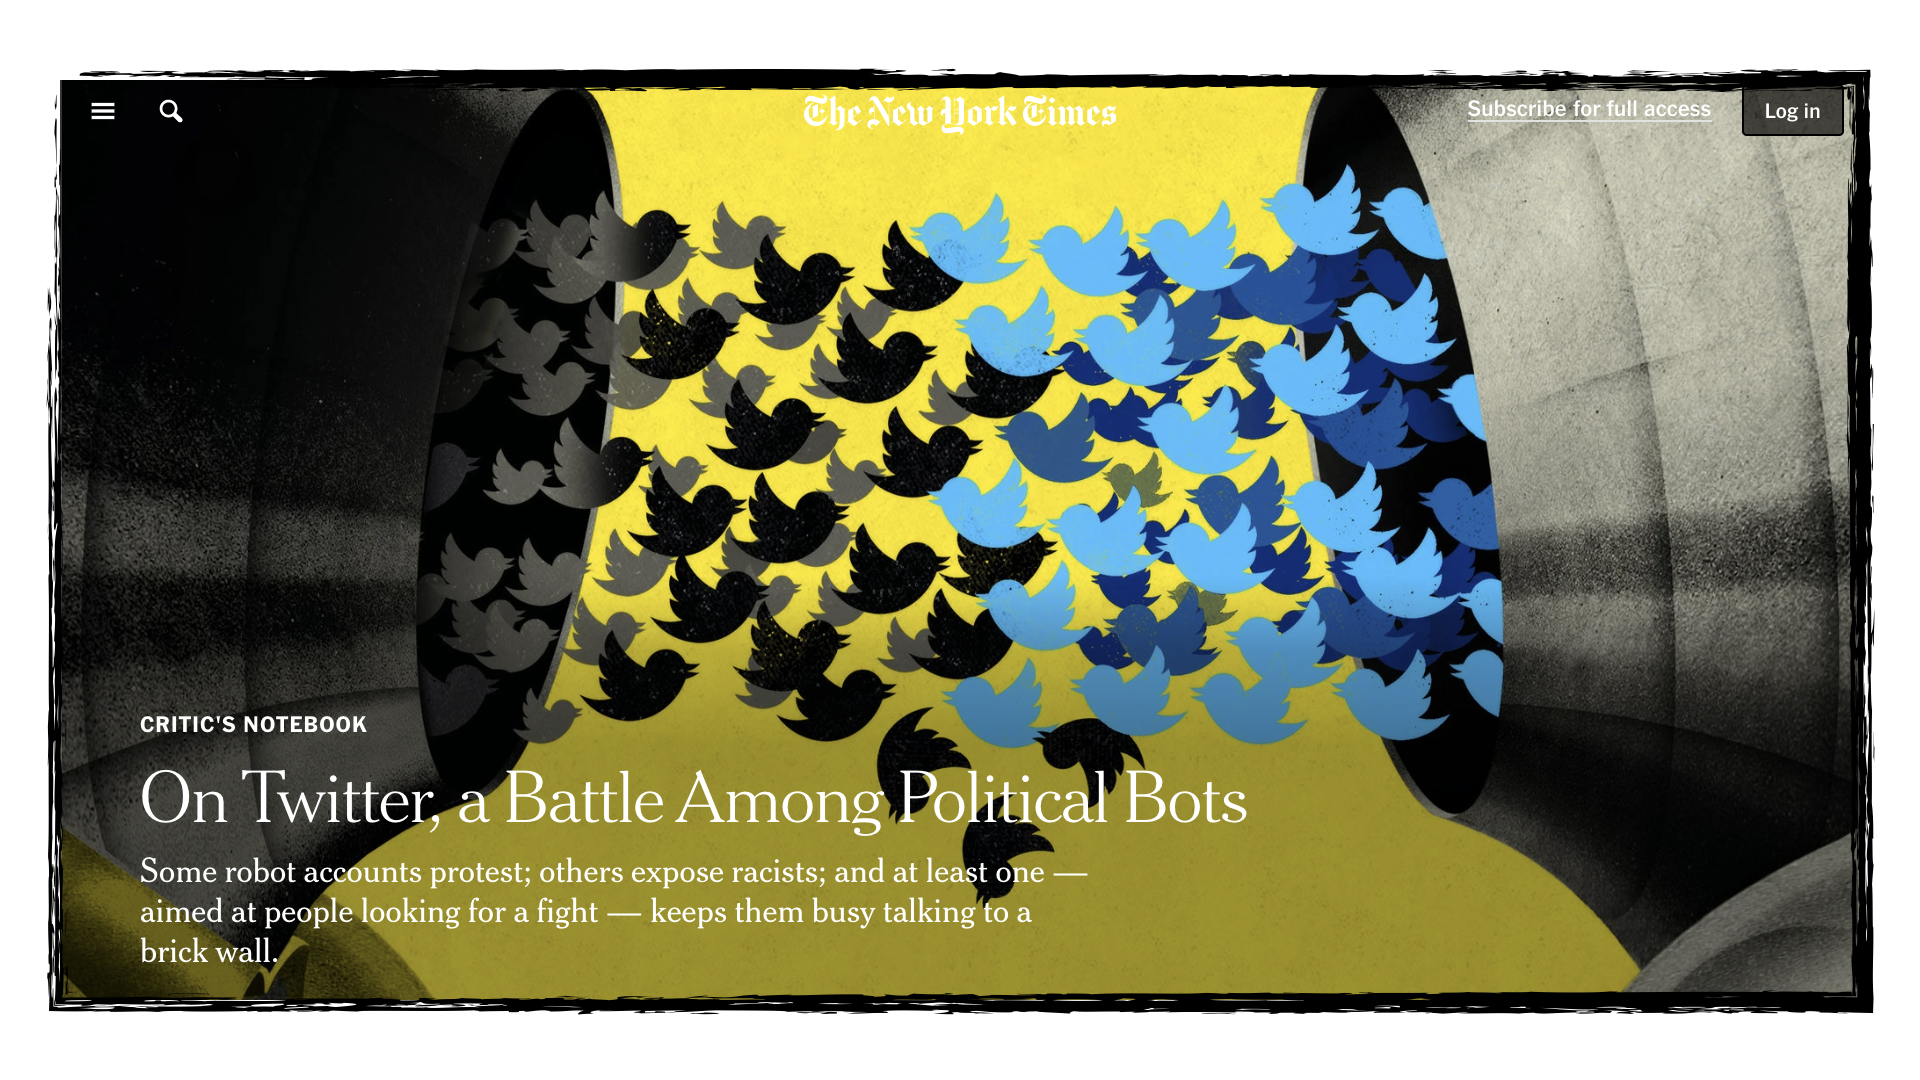 The New York Times
Subscribe for full access
Log in
CRITIC'S NOTEBOOK
On Twitter, a Battle Among Political Bots
Some robot accounts protest; others expose racists; and at least one —
aimed at people looking for a fight — keeps them busy talking to a
brick wall.